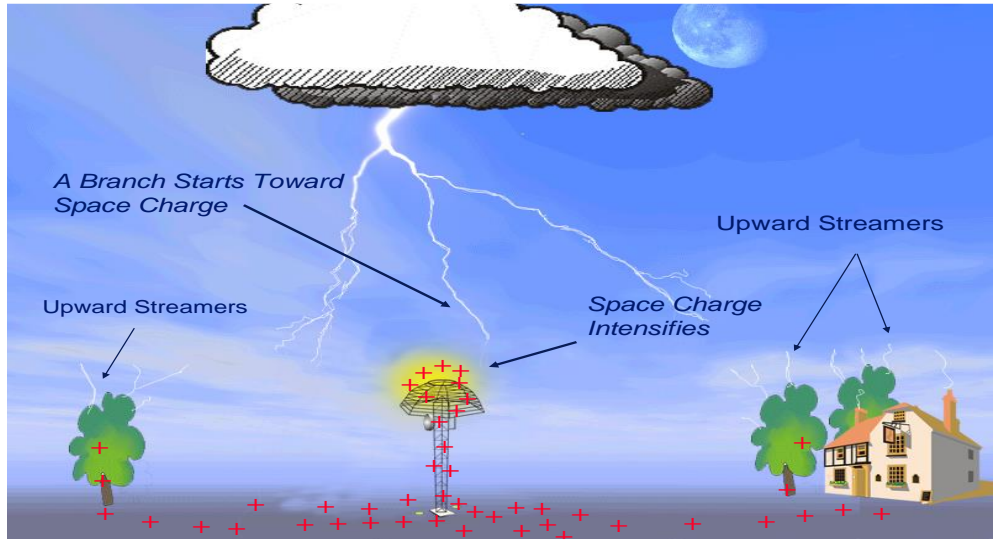 A Branch Starts Toward
Space Charge
Upward Streamers
Upward Streamers
Space Charge
Intensifies